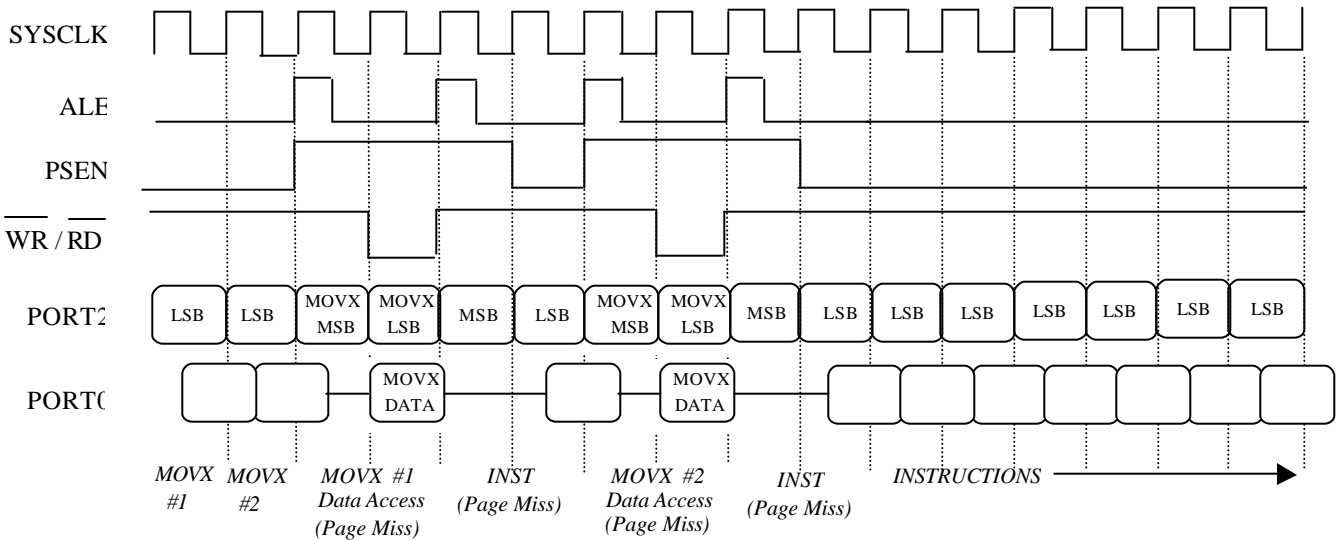 SYSCLK
ALE
PSEN
WR / RD
PORT2 LSB LSB MOVX MSB MOVX LSB MSB LSB MOVX MSB MOVX LSB MSB LSB LSB LSB LSB LSB LSB LSB
PORT0 MOVX DATA MOVX DATA
MOVX #1 MOVX #2 MOVX #1 Data Access (Page Miss) INST (Page Miss) MOVX #2 Data Access (Page Miss) INST (Page Miss) INSTRUCTIONS